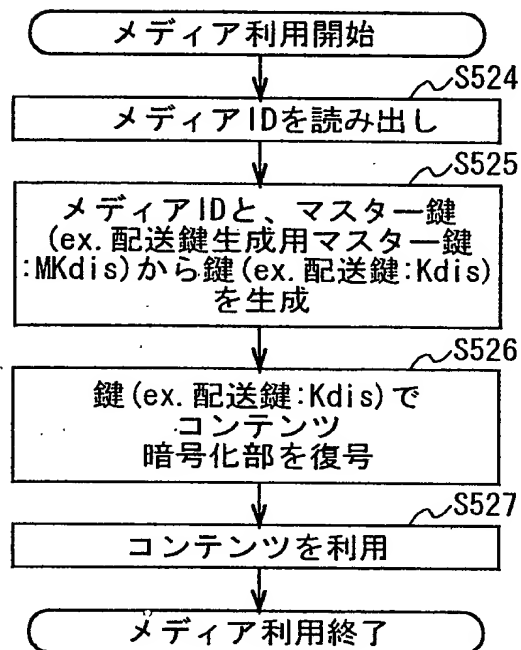 メディア利用開始
S524
メディアIDを読み出し
S525
メディアIDと、マスター鍵
(ex.配送鍵生成用マスター鍵
:MKdis)から鍵(ex.配送鍵:Kdis)
を生成
S526
鍵(ex.配送鍵:Kdis)で
コンテンツ
暗号化部を復号
S527
コンテンツを利用
メディア利用終了